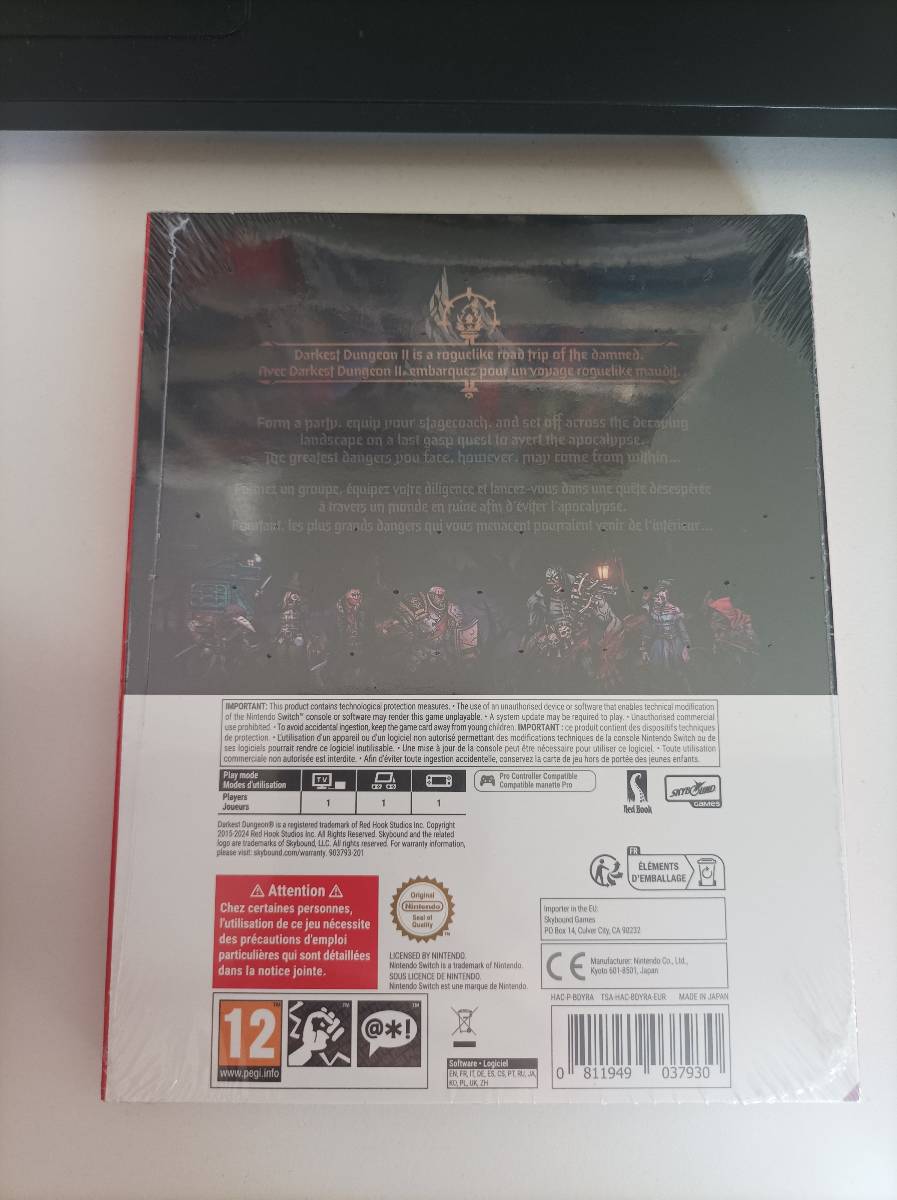 Darkest Dungeon II is a roguelike road trip of the damned.
Avec Darkest Dungeon II, embarquez pour un voyage roguelike maudit.
Form a party, equip your stagecoach, and set off across the decaying
landscape on a last gasp quest to avert the apocalypse.
The greatest dangers you face, however, may come from within...
Formez un groupe, équipez votre diligence et lancez-vous dans une quête désespérée
à travers un monde en ruine afin d'éviter l'apocalypse.
Pourtant, les plus grands dangers qui vous menacent pourraient venir de l'intérieur...
IMPORTANT: This product contains technological protection measures. • The use of an unauthorised device or software that enables technical modification
of the Nintendo Switch™ console or software may render this game unplayable. • A system update may be required to play. • Unauthorised commercial
use prohibited. • To avoid accidental ingestion, keep the game card away from young children. IMPORTANT : ce produit contient des dispositifs techniques
de protection. • L'utilisation d'un appareil ou d'un logiciel non autorisé permettant des modifications techniques de la console Nintendo Switch ou de
ses logiciels pourrait rendre ce logiciel inutilisable. • Une mise à jour de la console peut être nécessaire pour utiliser ce logiciel. • Toute utilisation
commerciale non autorisée est interdite. • Afin d'éviter toute ingestion accidentelle, conservez la carte de jeu hors de portée des jeunes enfants.
Play mode
Modes d'utilisation
TV
Players
Joueurs
1 1 1
Pro Controller Compatible
Compatible manette Pro
Red Hook
SKYBOUND
GAMES
Darkest Dungeon® is a registered trademark of Red Hook Studios Inc. Copyright
2015-2024 Red Hook Studios Inc. All Rights Reserved. Skybound and the related
logo are trademarks of Skybound, LLC. All rights reserved. For warranty information,
please visit: skybound.com/warranty. 903793-201
FR
ÉLÉMENTS
D'EMBALLAGE
⚠ Attention ⚠
Chez certaines personnes,
l'utilisation de ce jeu nécessite
des précautions d'emploi
particulières qui sont détaillées
dans la notice jointe.
Original
Nintendo
Seal of
Quality
™
LICENSED BY NINTENDO.
Nintendo Switch is a trademark of Nintendo.
SOUS LICENCE DE NINTENDO.
Nintendo Switch est une marque de Nintendo.
Importer in the EU:
Skybound Games
PO Box 14, Culver City, CA 90232
CE
Manufacturer: Nintendo Co., Ltd.,
Kyoto 601-8501, Japan
HAC-P-BDYRA TSA-HAC-BDYRA-EUR MADE IN JAPAN
12
www.pegi.info
™ ™ ™
@*!
Software • Logiciel
EN, FR, IT, DE, ES, CS, PT, RU, JA,
KO, PL, UK, ZH
0 811949 037930